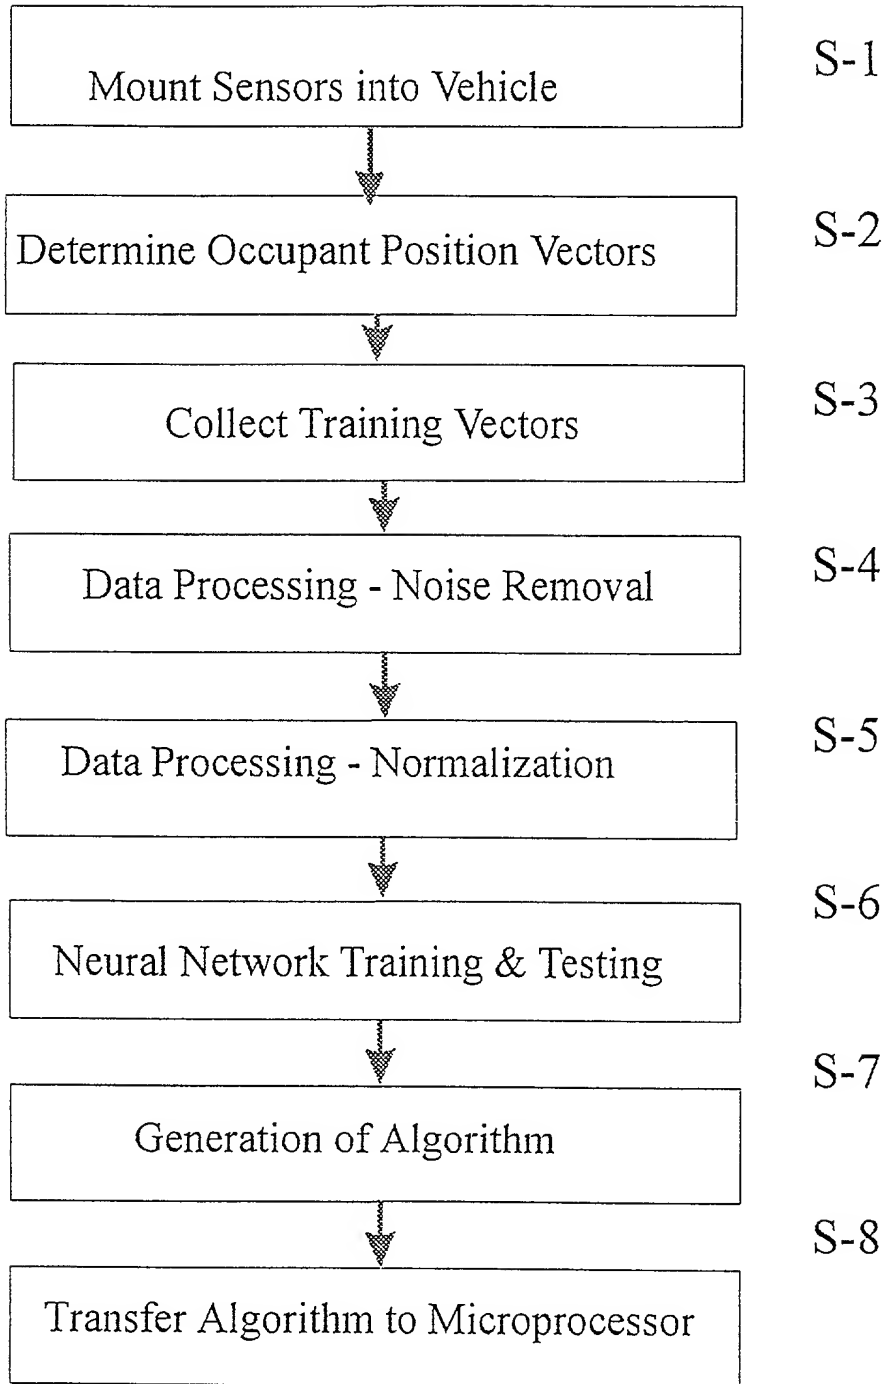 S-1
Mount Sensors into Vehicle
S-2
Determine Occupant Position Vectors
S-3
Collect Training Vectors
S-4
Data Processing - Noise Removal
S-5
Data Processing - Normalization
S-6
Neural Network Training & Testing
S-7
Generation of Algorithm
S-8
Transfer Algorithm to Microprocessor